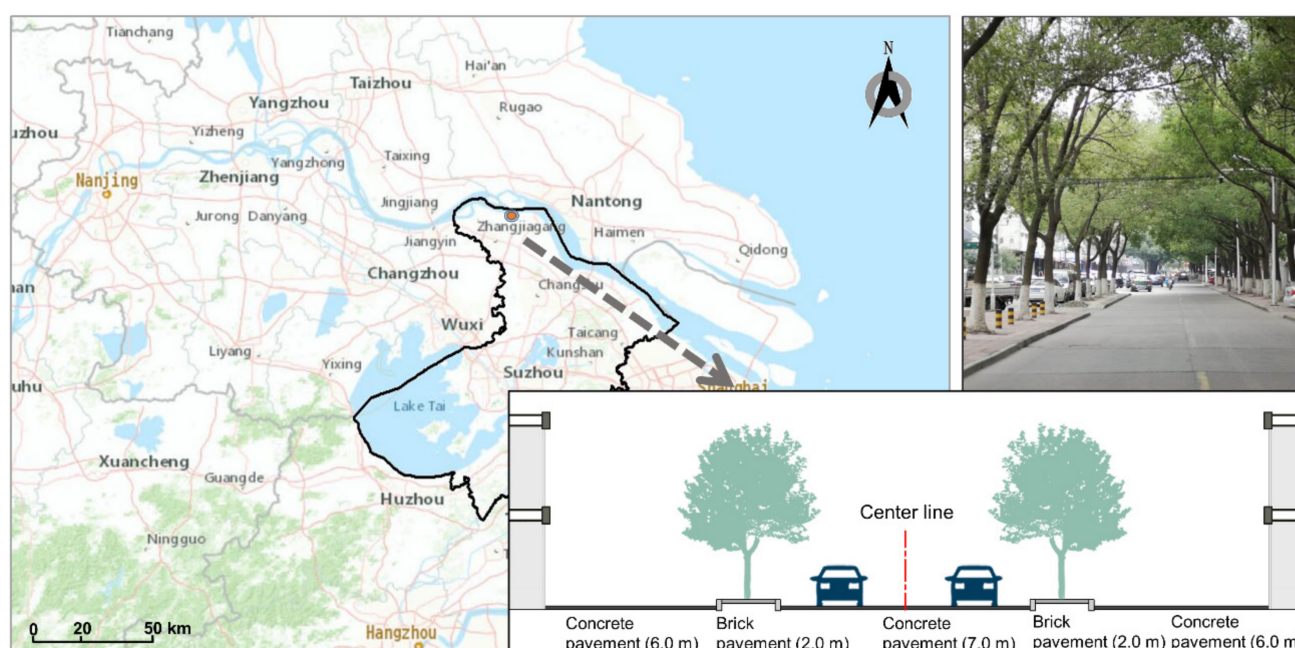 Tianchang
Hai'an
Taizhou
Yangzhou
Rugao
uzhou
Yizheng
Yangzhong
Taixing
Nanjing
Zhenjiang
Jingjiang
Nantong
Jurong
Danyang
Zhangjiagang
Haimen
Jiangyin
Qidong
Changzhou
Changshu
Wuxi
Taicang
Liyang
Yixing
Kunshan
Suzhou
Shanghai
uhu
Lake Tai
Xuancheng
Guangde
Huzhou
Ningguo
Hangzhou
N
0 20 50 km
Center line
Concrete
pavement (6.0 m)
Brick
pavement (2.0 m)
Concrete
pavement (7.0 m)
Brick
pavement (2.0 m)
Concrete
pavement (6.0 m